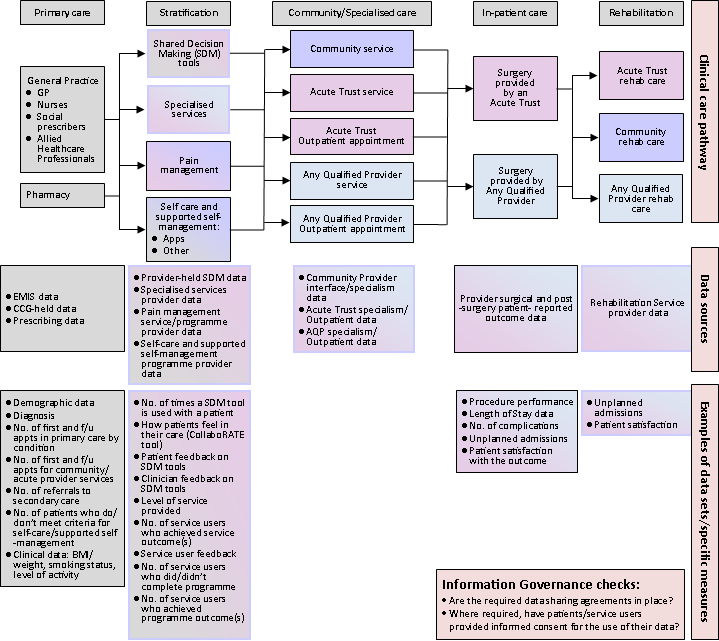 Primary care
Stratification
Community/Specialised care
In-patient care
Rehabilitation
General Practice
● GP
● Nurses
● Social
prescribers
● Allied
Healthcare
Professionals
Pharmacy
Shared Decision
Making (SDM)
tools
Specialised
services
Pain
management
Self care and
supported self-
management:
● Apps
● Other
Community service
Acute Trust service
Acute Trust
Outpatient appointment
Any Qualified Provider
service
Any Qualified Provider
Outpatient appointment
Surgery
provided
by an
Acute Trust
Surgery
provided by
Any Qualified
Provider
Acute Trust
rehab care
Community
rehab care
Any Qualified
Provider rehab
care
Clinical care pathway
● EMIS data
● CCG-held data
● Prescribing data
● Provider-held SDM data
● Specialised services
provider data
● Pain management
service/programme
provider data
● Self-care and supported
self-management
programme provider
data
● Community Provider
interface/specialism
data
● Acute Trust specialism/
Outpatient data
● AQP specialism/
Outpatient data
Provider surgical and post
-surgery patient- reported
outcome data
Rehabilitation Service
provider data
Data sources
● Demographic data
● Diagnosis
● No. of first and f/u
appts in primary care by
condition
● No. of first and f/u
appts for community/
acute provider services
● No. of referrals to
secondary care
● No. of patients who do/
don't meet criteria for
self-care/supported self
-management
● Clinical data: BMI/
weight, smoking status,
level of activity
● No. of times a SDM tool
is used with a patient
● How patients feel in
their care (CollaboRATE
tool)
● Patient feedback on
SDM tools
● Clinician feedback on
SDM tools
● Level of service
provided
● No. of service users
who achieved service
outcome(s)
● Service user feedback
● No. of service users
who did/didn't
complete programme
● No. of service users
who achieved
programme outcome(s)
● Procedure performance
● Length of Stay data
● No. of complications
● Unplanned admissions
● Patient satisfaction
with the outcome
● Unplanned
admissions
● Patient satisfaction
Examples of data sets/specific measures
Information Governance checks:
• Are the required data sharing agreements in place?
• Where required, have patients/service users
provided informed consent for the use of their data?